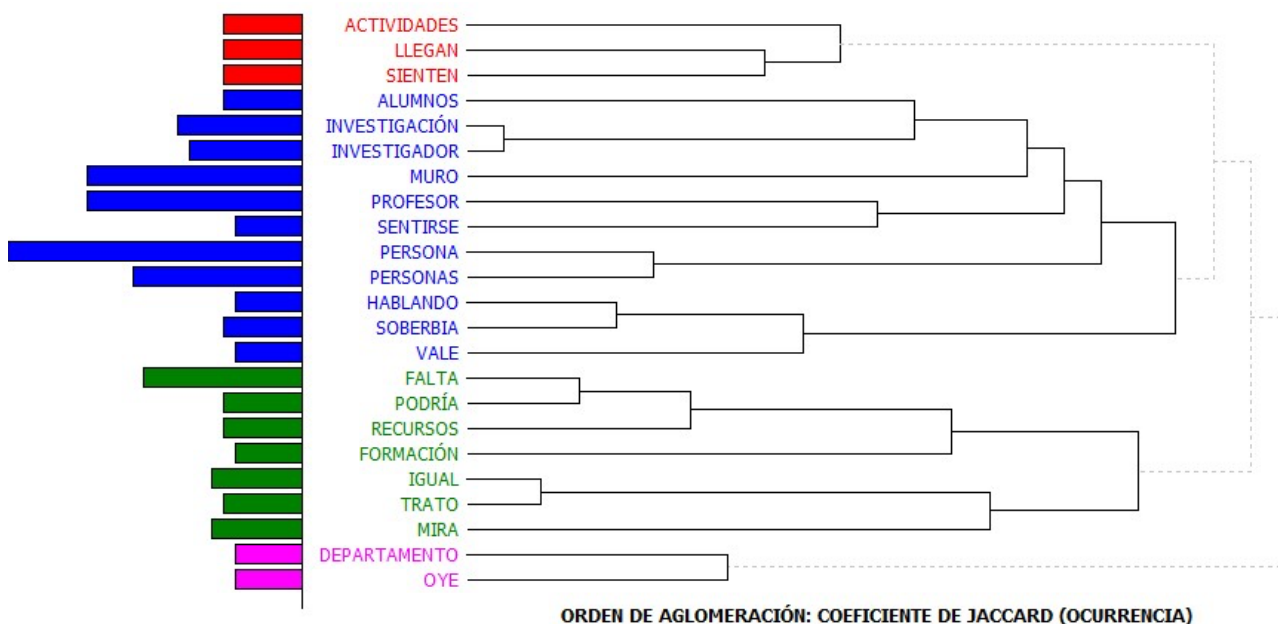 ACTIVIDADES
LLEGAN
SIENTEN
ALUMNOS
INVESTIGACIÓN
INVESTIGADOR
MURO
PROFESOR
SENTIRSE
PERSONA
PERSONAS
HABLANDO
SOBERBIA
VALE
FALTA
PODRÍA
RECURSOS
FORMACIÓN
IGUAL
TRATO
MIRA
DEPARTAMENTO
OYE
ORDEN DE AGLOMERACIÓN: COEFICIENTE DE JACCARD (OCURRENCIA)